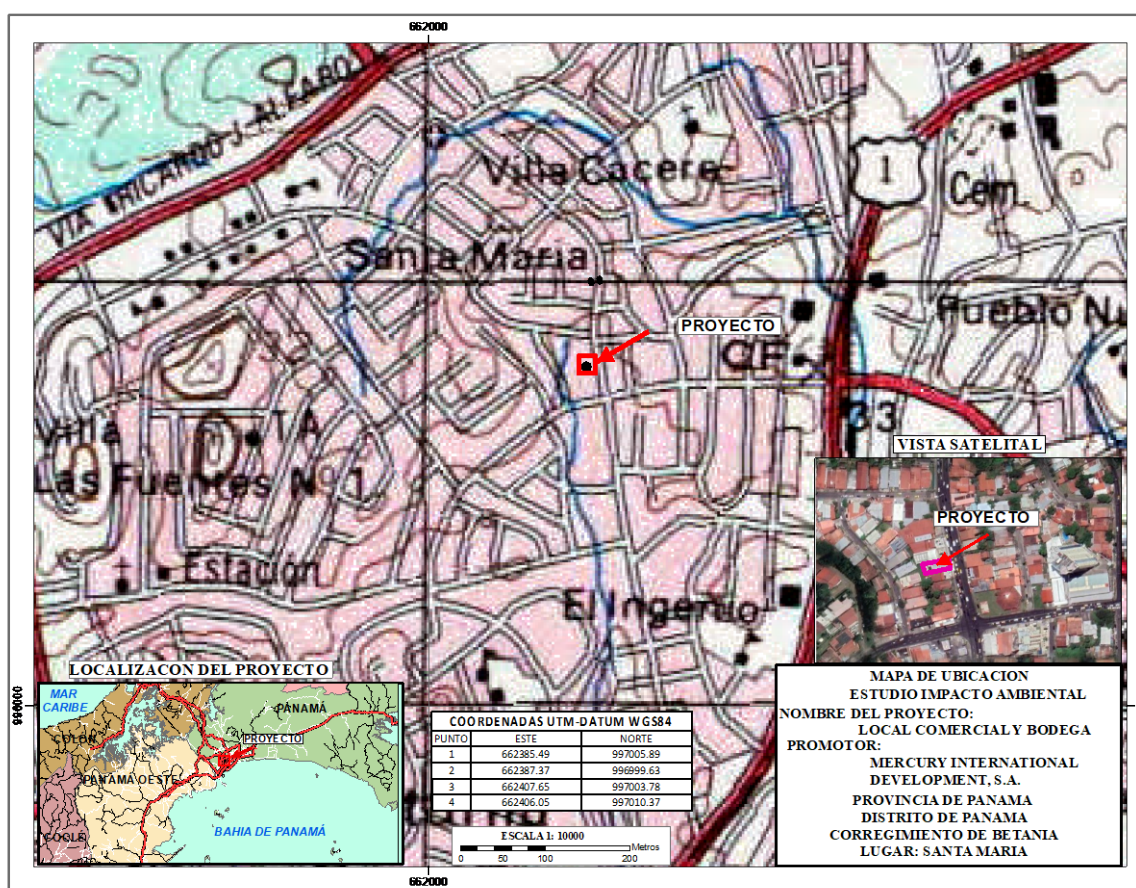 662000
VIA RICARDO J. ALFARO
Villa Cacere
1
Cem.
Santa Maria
PROYECTO
Pueblo Nu
CF
33
Villa
Las Fuentes Nº 1
Estacion
El Ingenio
VISTA SATELITAL
PROYECTO
LOCALIZACON DEL PROYECTO
MAR
CARIBE
COLÓN
PANAMÁ
PROYECTO
PANAMÁ OESTE
COCLÉ
BAHIA DE PANAMÁ
996000
COORDENADAS UTM-DATUM WGS84
PUNTO ESTE NORTE
1 662385.49 997005.89
2 662387.37 996999.63
3 662407.65 997003.78
4 662406.05 997010.37
ESCALA 1: 10000
0 50 100 200 Metros
MAPA DE UBICACION
ESTUDIO IMPACTO AMBIENTAL
NOMBRE DEL PROYECTO:
LOCAL COMERCIAL Y BODEGA
PROMOTOR:
MERCURY INTERNATIONAL
DEVELOPMENT, S.A.
PROVINCIA DE PANAMA
DISTRITO DE PANAMA
CORREGIMIENTO DE BETANIA
LUGAR: SANTA MARIA
662000